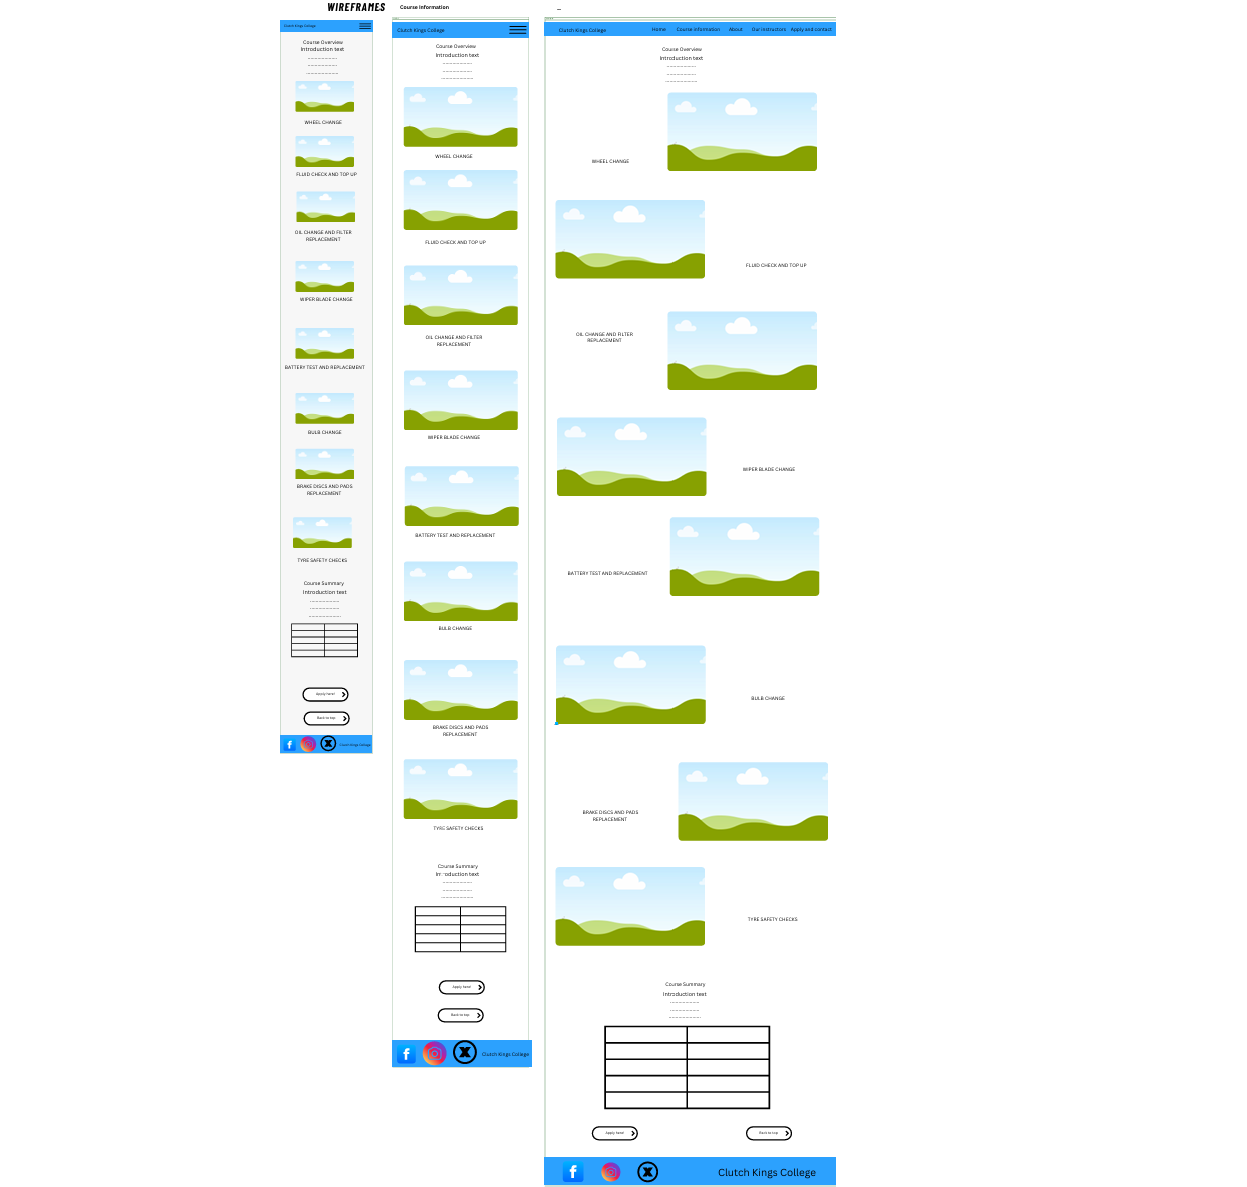 WIREFRAMES
Course Information
Clutch Kings College
Course Overview
Introduction text
WHEEL CHANGE
FLUID CHECK AND TOP UP
OIL CHANGE AND FILTER
REPLACEMENT
WIPER BLADE CHANGE
BATTERY TEST AND REPLACEMENT
BULB CHANGE
BRAKE DISCS AND PADS
REPLACEMENT
TYRE SAFETY CHECKS
Course Summary
Introduction text
Apply here!
Back to top
Clutch Kings College
Clutch Kings College
Course Overview
Introduction text
WHEEL CHANGE
FLUID CHECK AND TOP UP
OIL CHANGE AND FILTER
REPLACEMENT
WIPER BLADE CHANGE
BATTERY TEST AND REPLACEMENT
BULB CHANGE
BRAKE DISCS AND PADS
REPLACEMENT
TYRE SAFETY CHECKS
Course Summary
Introduction text
Apply here!
Back to top
Clutch Kings College
Clutch Kings College Home Course information About Our instructors Apply and contact
Course Overview
Introduction text
WHEEL CHANGE
FLUID CHECK AND TOP UP
OIL CHANGE AND FILTER
REPLACEMENT
WIPER BLADE CHANGE
BATTERY TEST AND REPLACEMENT
BULB CHANGE
BRAKE DISCS AND PADS
REPLACEMENT
TYRE SAFETY CHECKS
Course Summary
Introduction text
Apply here!
Back to top
Clutch Kings College